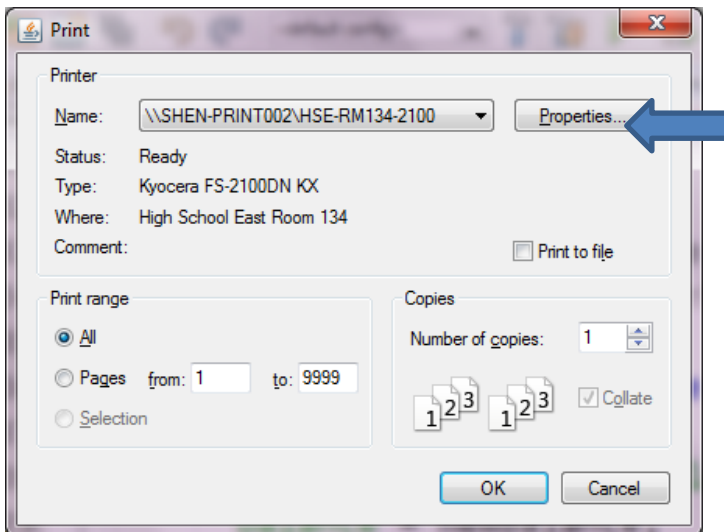 Print
Printer
Name: \\SHEN-PRINT002\HSE-RM134-2100 Properties...
Status: Ready
Type: Kyocera FS-2100DN KX
Where: High School East Room 134
Comment: Print to file
Print range
All
Pages from: 1 to: 9999
Selection
Copies
Number of copies: 1
1 2 3 1 2 3 Collate
OK Cancel